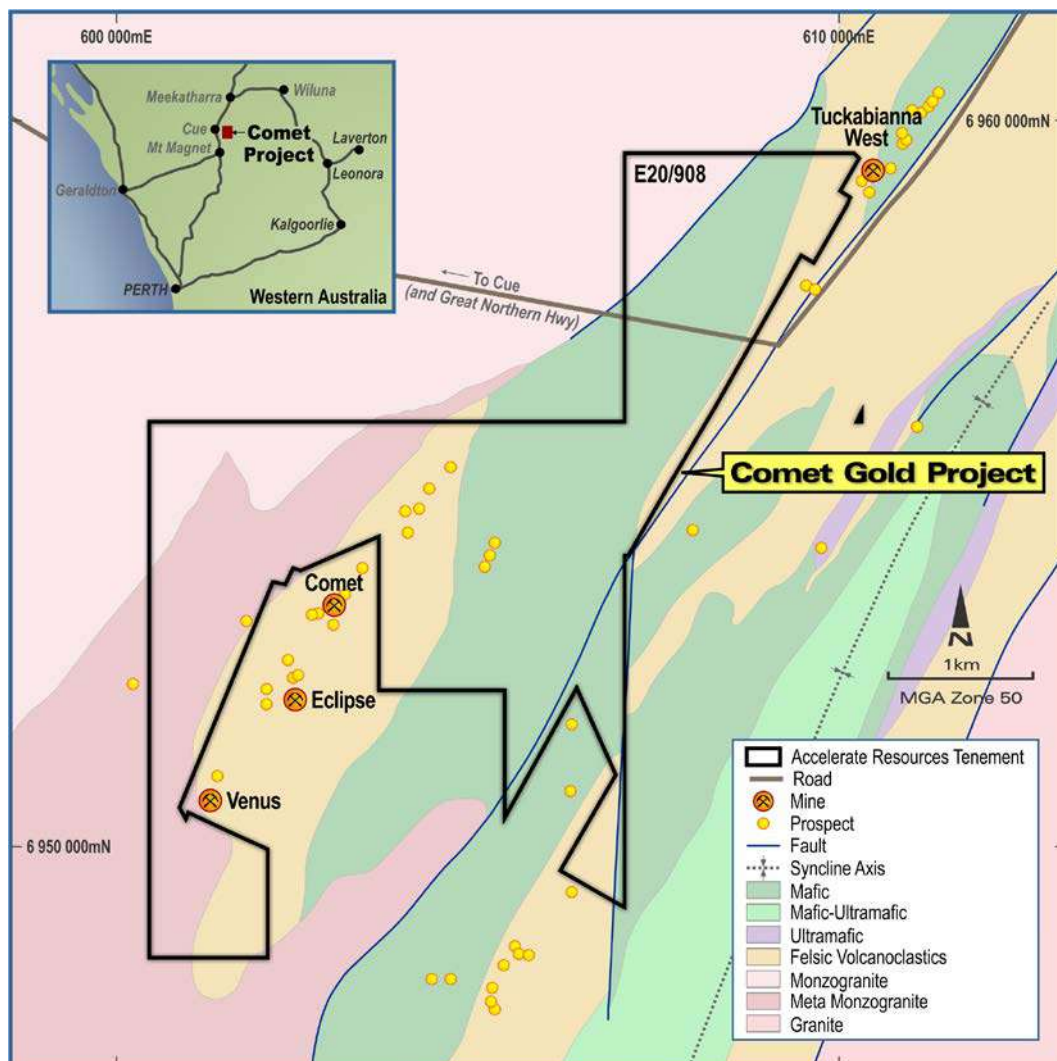 600 000mE
610 000mE
6 960 000mN
6 950 000mN
Meekatharra
Wiluna
Cue
Comet
Project
Laverton
Mt Magnet
Leonora
Geraldton
Kalgoorlie
PERTH
Western Australia
To Cue
(and Great Northern Hwy)
E20/908
Tuckabianna
West
Comet Gold Project
Comet
Eclipse
Venus
N
1km
MGA Zone 50
Accelerate Resources Tenement
Road
Mine
Prospect
Fault
Syncline Axis
Mafic
Mafic-Ultramafic
Ultramafic
Felsic Volcanoclastics
Monzogranite
Meta Monzogranite
Granite